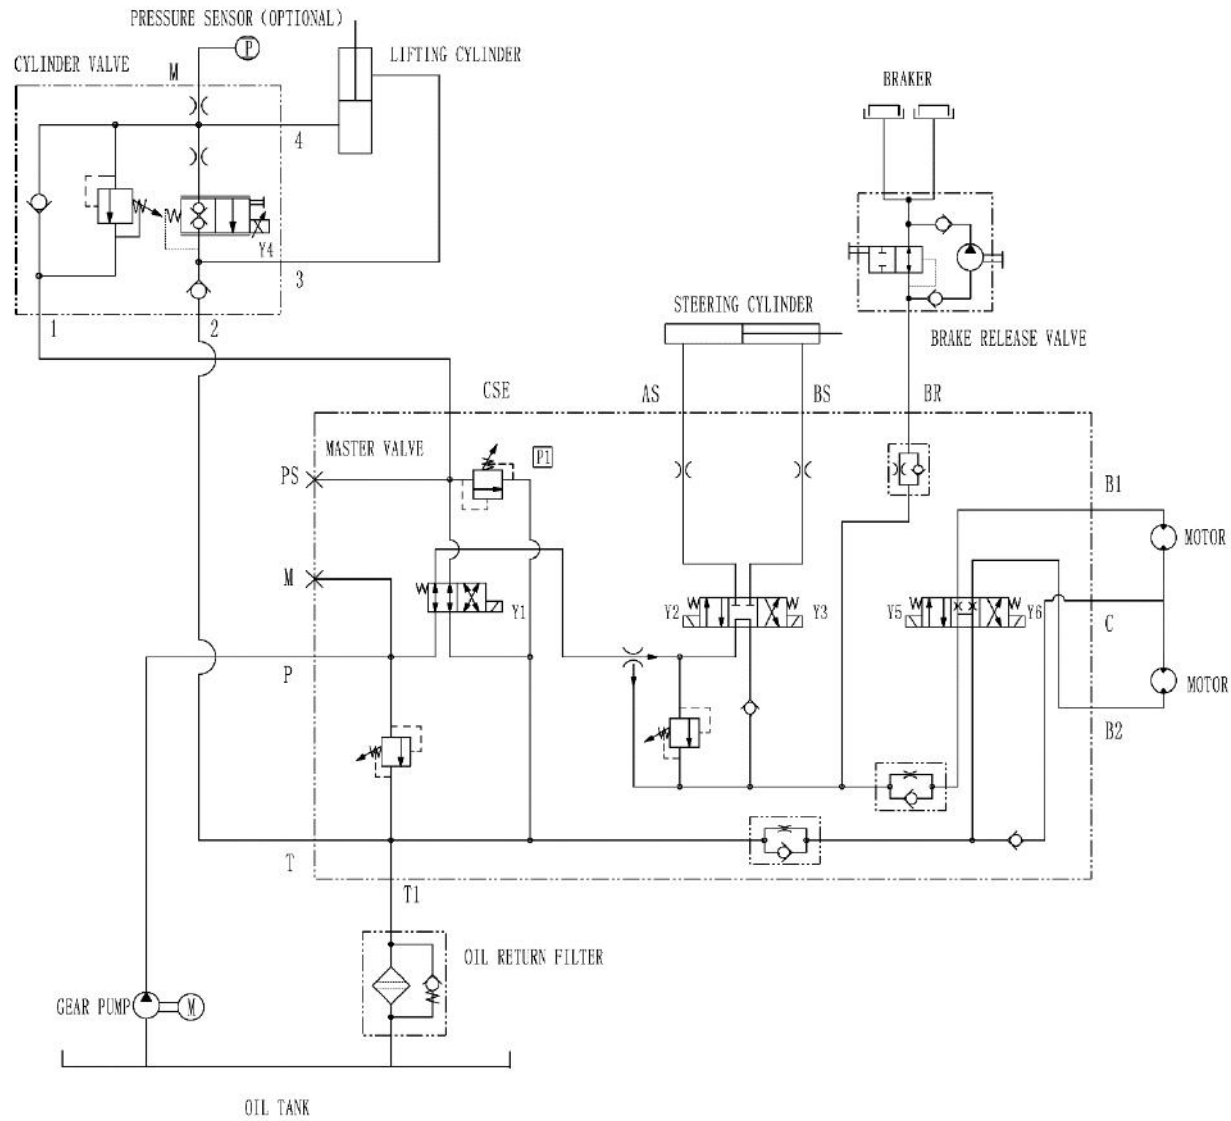 PRESSURE SENSOR (OPTIONAL)
P
LIFTING CYLINDER
CYLINDER VALVE
M
BRAKER
4
Y4
3
1
2
STEERING CYLINDER
BRAKE RELEASE VALVE
CSE
AS
BS
BR
MASTER VALVE
P1
PS
B1
MOTOR
M
Y1
Y2
Y3
Y5
Y6
C
P
MOTOR
B2
T
T1
OIL RETURN FILTER
GEAR PUMP
M
OIL TANK